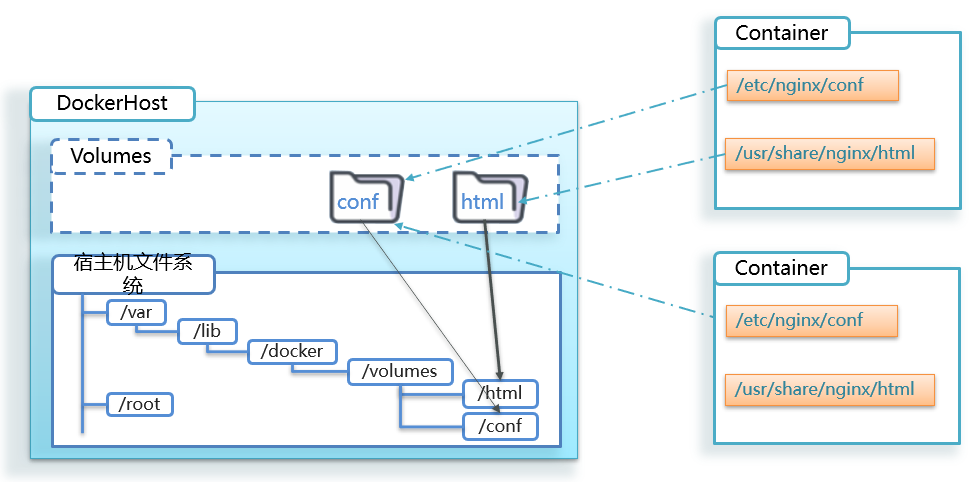 DockerHost
Volumes
conf
html
宿主机文件系
统
/var
/lib
/docker
/volumes
/html
/root
/conf
Container
/etc/nginx/conf
/usr/share/nginx/html
Container
/etc/nginx/conf
/usr/share/nginx/html